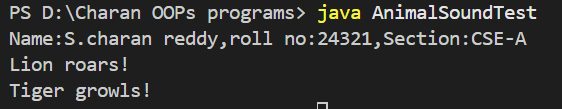 PS D:\Charan OOPs programs> java AnimalSoundTest
Name:S.charan reddy,roll no:24321,Section:CSE-A
Lion roars!
Tiger growls!